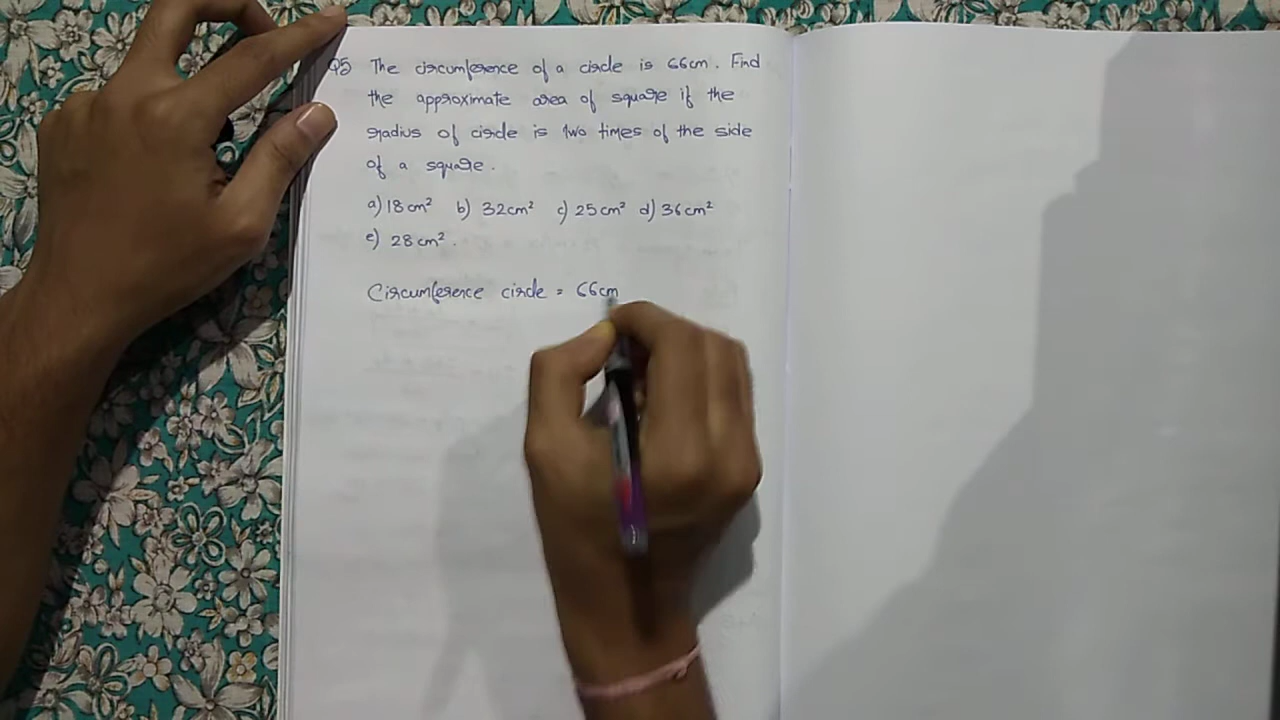 Q5 The circumference of a circle is 66cm. Find
the approximate area of square if the
radius of circle is two times of the side
of a square.
a) 18cm² b) 32cm² c) 25cm² d) 36cm²
e) 28cm².
Circumference circle = 66cm